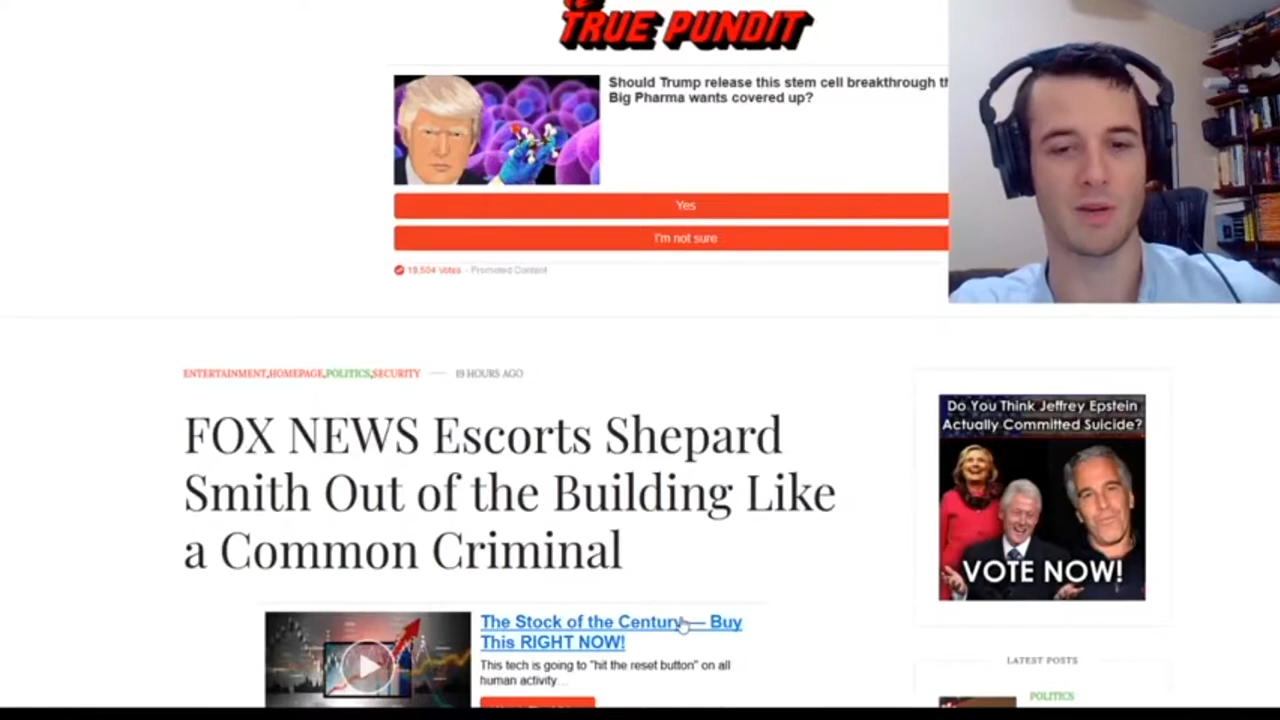 TRUE PUNDIT
Should Trump release this stem cell breakthrough
Big Pharma wants covered up?
Yes
I'm not sure
19,504 Votes - Promoted Content
ENTERTAINMENT,HOMEPAGE,POLITICS,SECURITY — 19 HOURS AGO
FOX NEWS Escorts Shepard
Smith Out of the Building Like
a Common Criminal
Do You Think Jeffrey Epstein
Actually Committed Suicide?
VOTE NOW!
The Stock of the Century — Buy
This RIGHT NOW!
This tech is going to "hit the reset button" on all
human activity...
LATEST POSTS
POLITICS